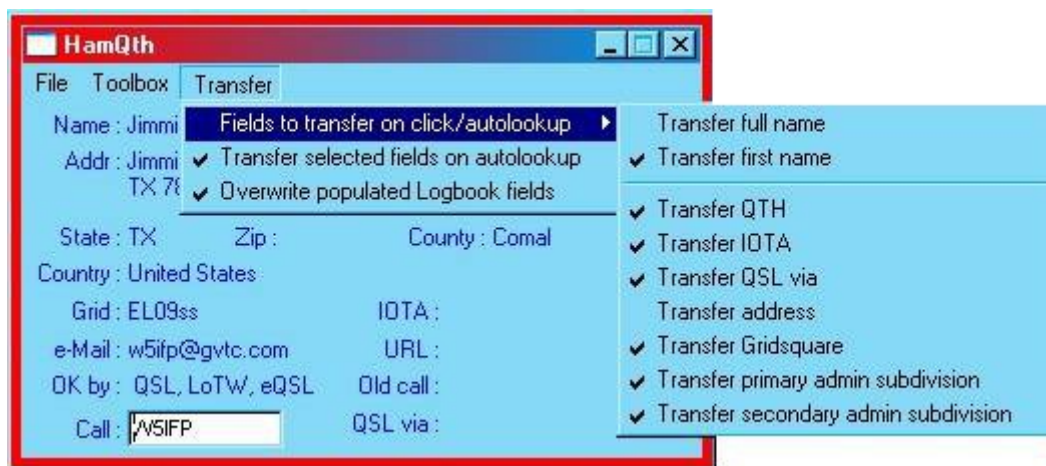 HamQth
File Toolbox Transfer
Fields to transfer on click/autolookup
Transfer selected fields on autolookup
Overwrite populated Logbook fields
Transfer full name
Transfer first name
Transfer QTH
Transfer IOTA
Transfer QSL via
Transfer address
Transfer Gridsquare
Transfer primary admin subdivision
Transfer secondary admin subdivision
Name : Jimmi
Addr : Jimmi
TX 78
State : TX Zip : County : Comal
Country : United States
Grid : EL09ss IOTA :
e-Mail : w5ifp@gvtc.com URL :
OK by : QSL, LoTW, eQSL Old call :
Call : W5IFP QSL via :